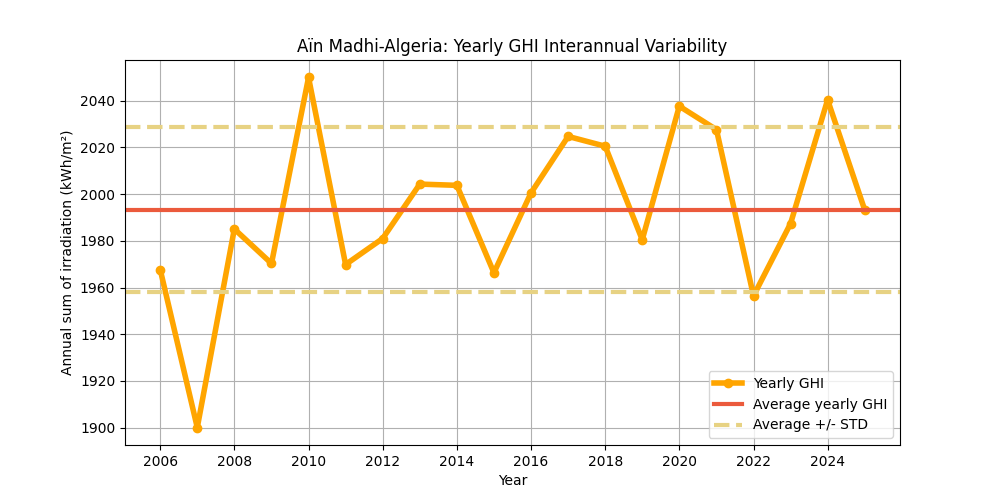 Aïn Madhi-Algeria: Yearly GHI Interannual Variability
Annual sum of irradiation (kWh/m²)
2040
2020
2000
1980
1960
1940
1920
1900
2006 2008 2010 2012 2014 2016 2018 2020 2022 2024
Year
Yearly GHI
Average yearly GHI
Average +/- STD